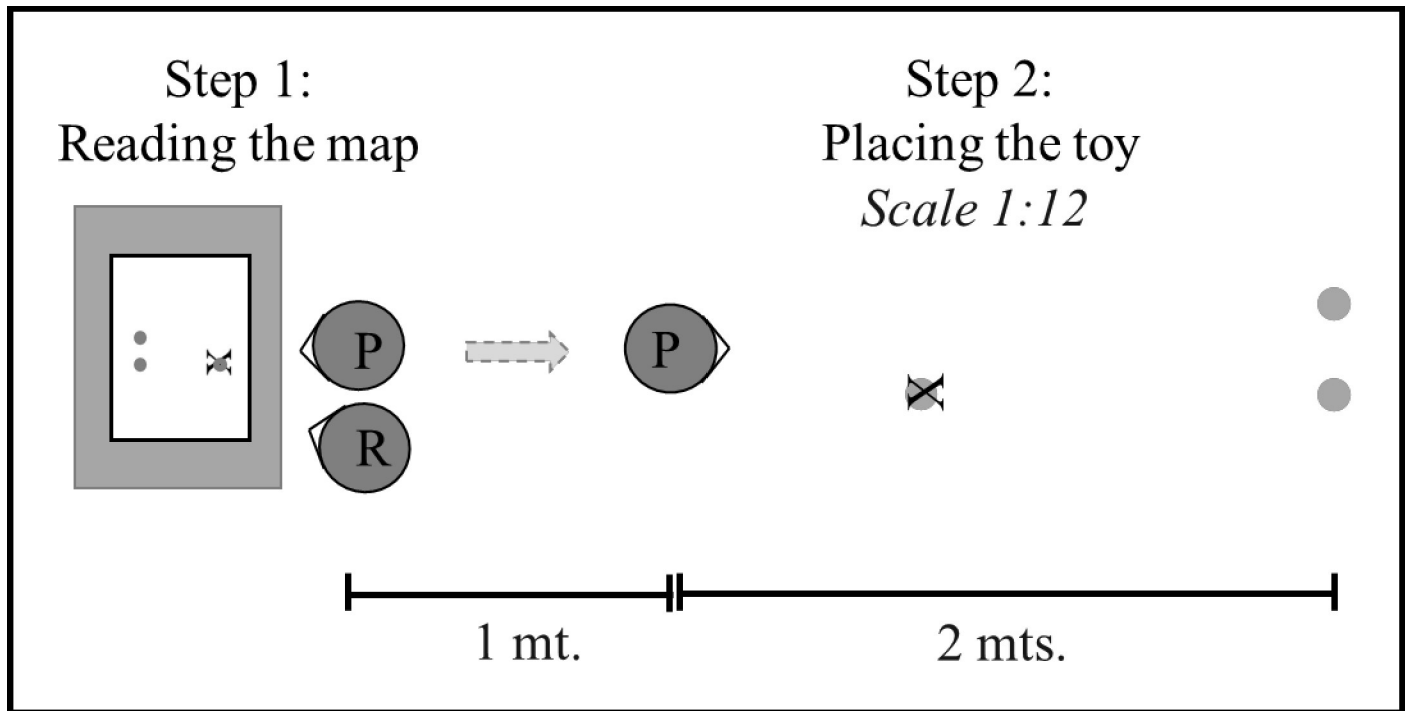 Step 1:
Reading the map
Step 2:
Placing the toy
Scale 1:12
X
P
R
P
X
1 mt.
2 mts.